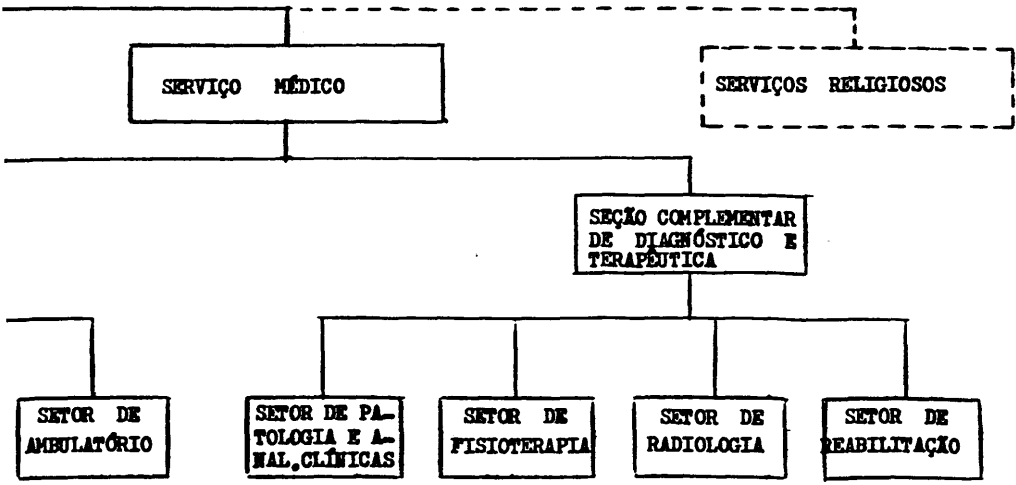 SERVIÇO MÉDICO
SERVIÇOS RELIGIOSOS
SEÇÃO COMPLEMENTAR
DE DIAGNÓSTICO E
TERAPÊUTICA
SETOR DE
AMBULATÓRIO
SETOR DE PA-
TOLOGIA E A-
NAL.CLÍNICAS
SETOR DE
FISIOTERAPIA
SETOR DE
RADIOLOGIA
SETOR DE
REABILITAÇÃO